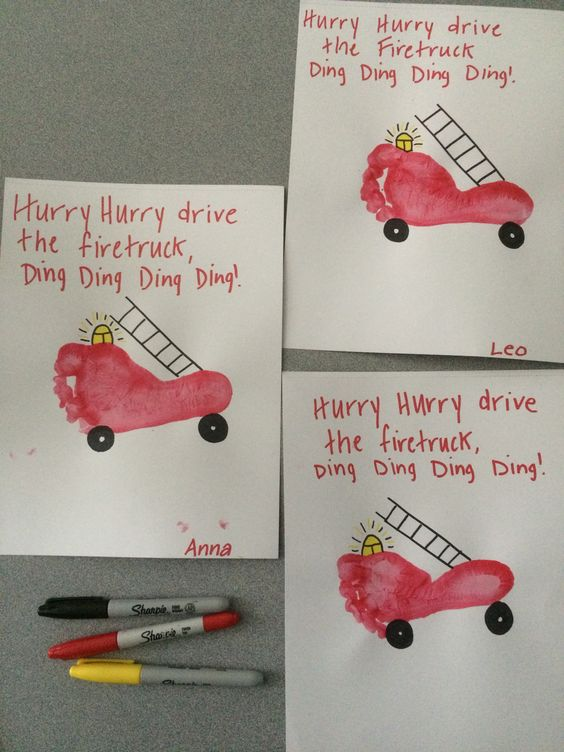 Hurry Hurry drive
the Firetruck
Ding Ding Ding Ding!
Leo
Hurry Hurry drive
the firetruck,
Ding Ding Ding Ding!
Anna
Hurry Hurry drive
the firetruck,
Ding Ding Ding Ding!
Sharpie
Sharpie
Sharpie